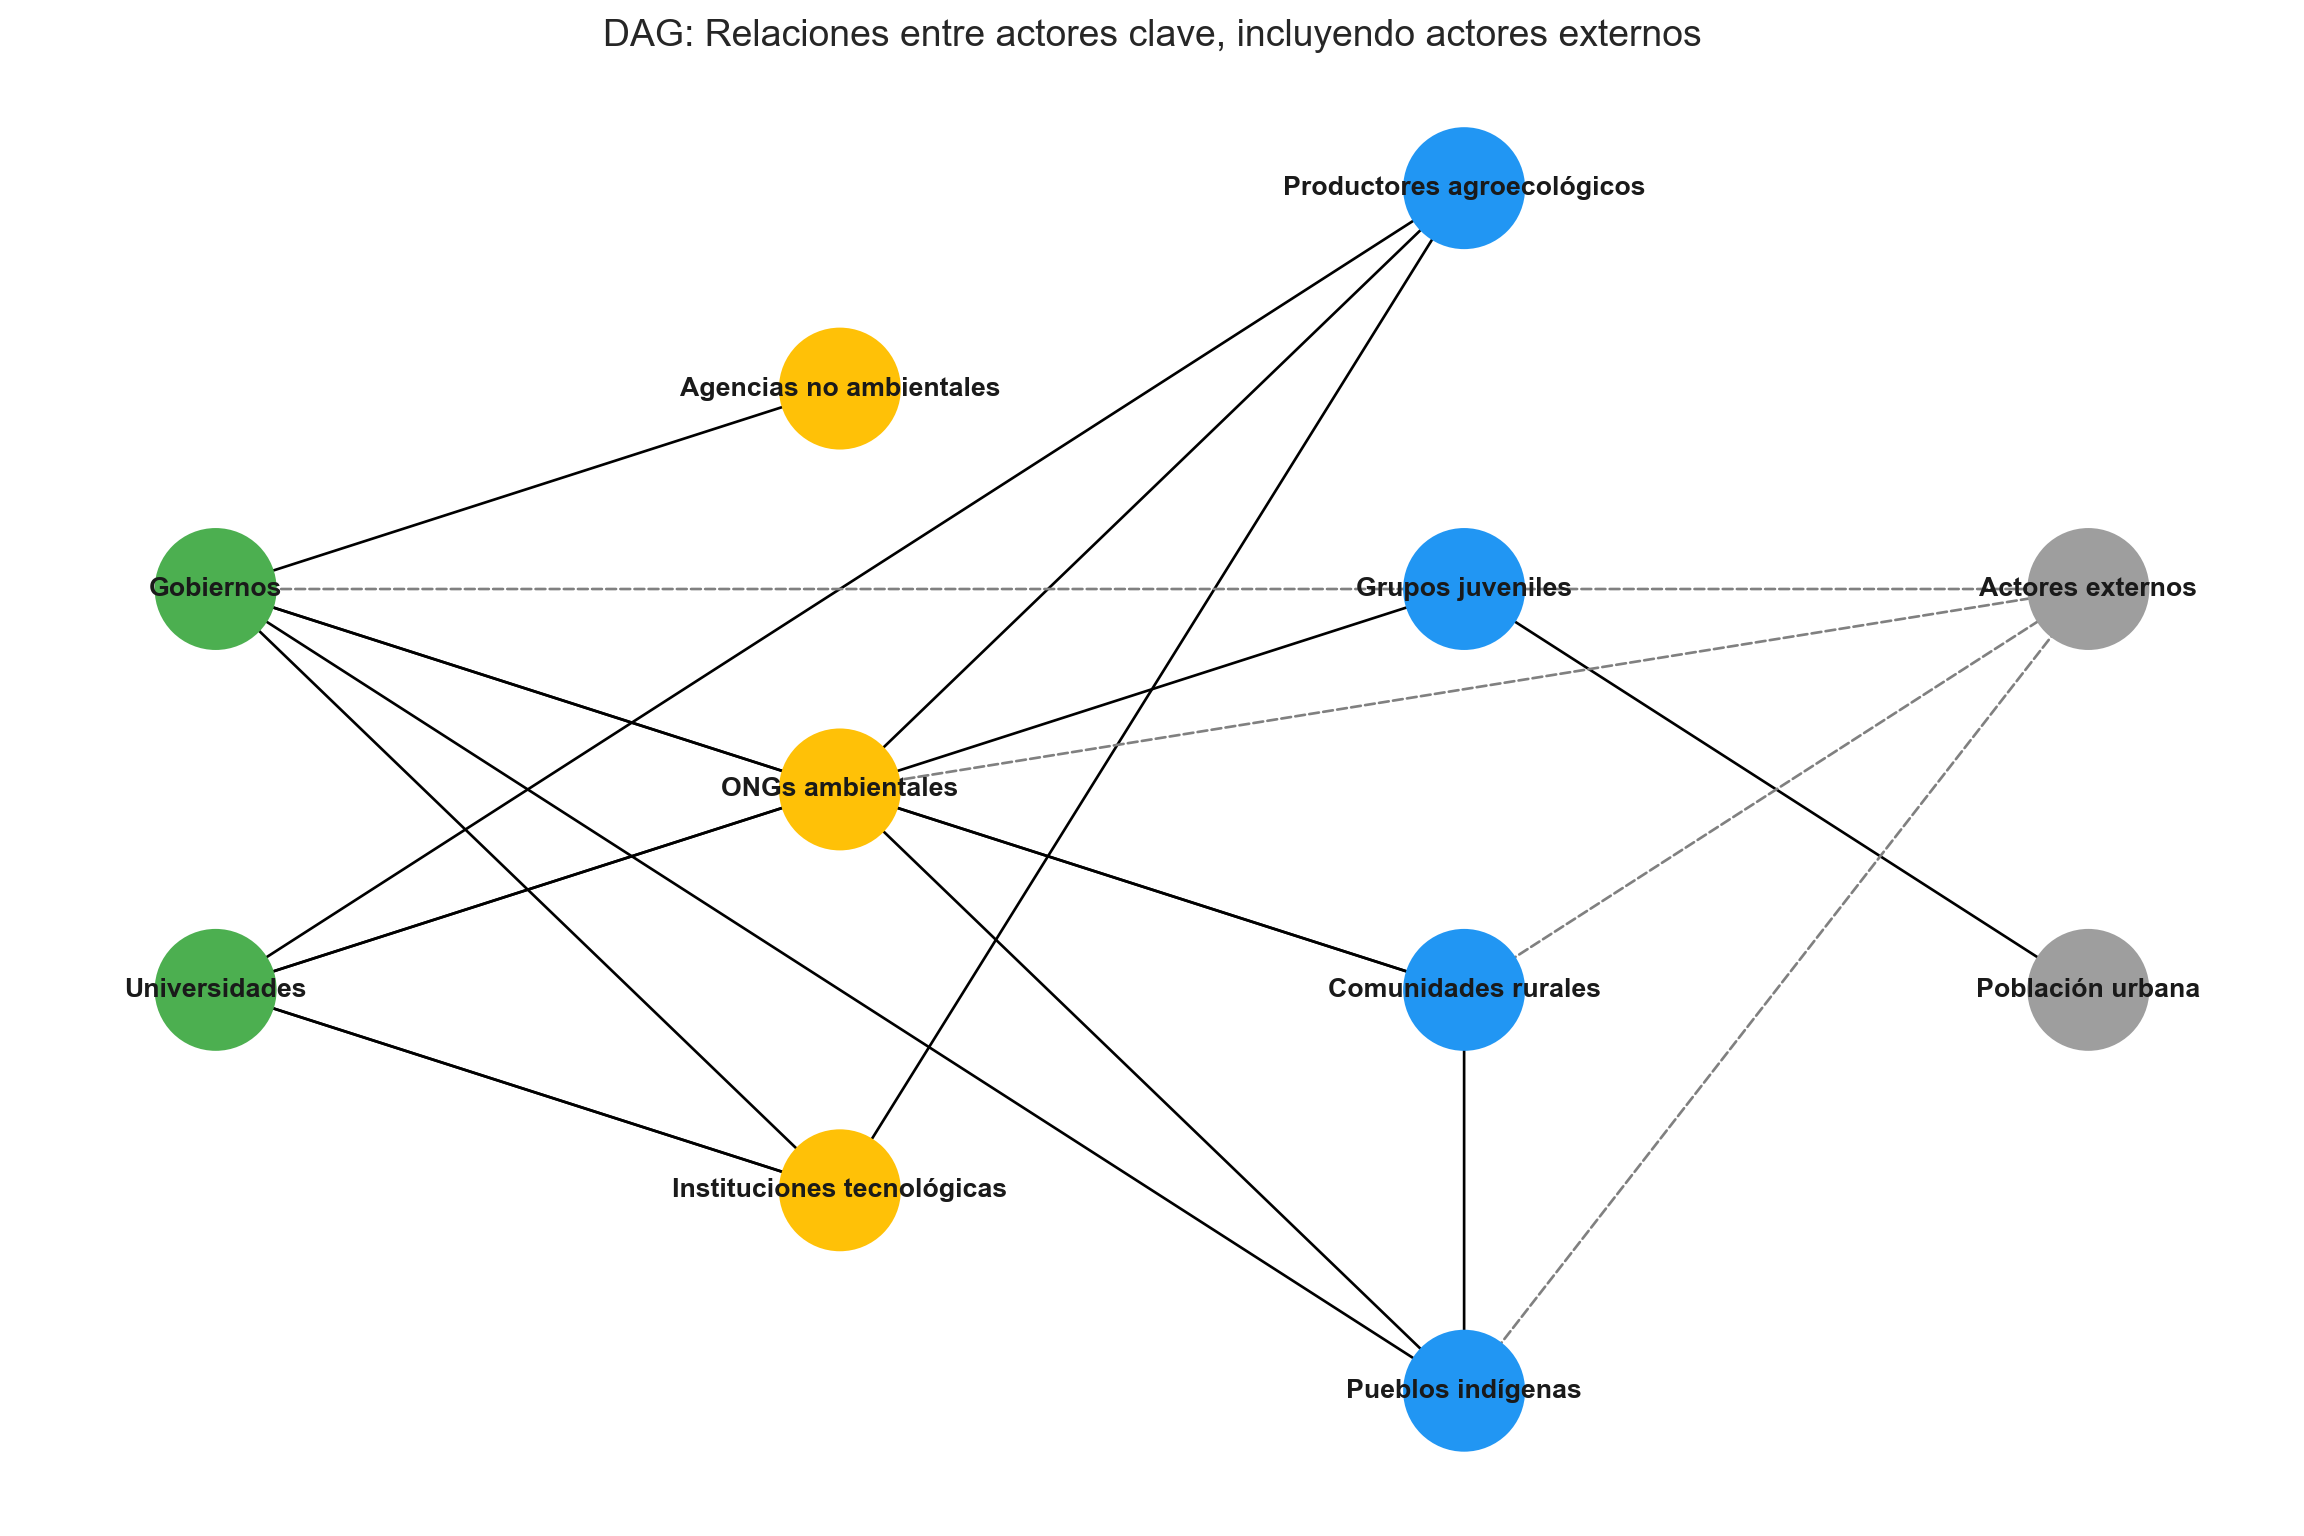 DAG: Relaciones entre actores clave, incluyendo actores externos
Productores agroecológicos
Agencias no ambientales
Gobiernos
Grupos juveniles
Actores externos
ONGs ambientales
Universidades
Comunidades rurales
Población urbana
Instituciones tecnológicas
Pueblos indígenas